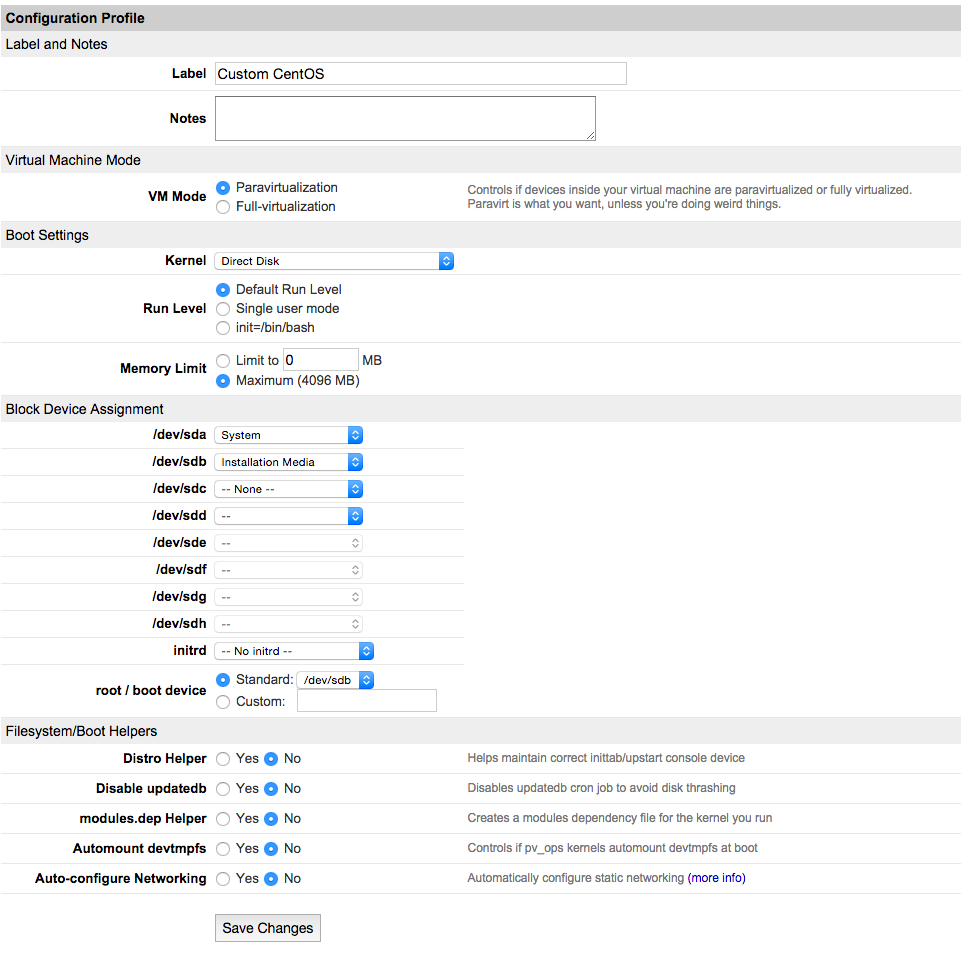 Configuration Profile
Label and Notes
Label Custom CentOS
Notes
Virtual Machine Mode
VM Mode Paravirtualization Controls if devices inside your virtual machine are paravirtualized or fully virtualized.
Full-virtualization Paravirt is what you want, unless you're doing weird things.
Boot Settings
Kernel Direct Disk
Default Run Level
Run Level Single user mode
init=/bin/bash
Memory Limit Limit to 0 MB
Maximum (4096 MB)
Block Device Assignment
/dev/sda System
/dev/sdb Installation Media
/dev/sdc -- None --
/dev/sdd --
/dev/sde --
/dev/sdf --
/dev/sdg --
/dev/sdh --
initrd -- No initrd --
root / boot device Standard: /dev/sdb
Custom:
Filesystem/Boot Helpers
Distro Helper Yes No Helps maintain correct inittab/upstart console device
Disable updatedb Yes No Disables updatedb cron job to avoid disk thrashing
modules.dep Helper Yes No Creates a modules dependency file for the kernel you run
Automount devtmpfs Yes No Controls if pv_ops kernels automount devtmpfs at boot
Auto-configure Networking Yes No Automatically configure static networking (more info)
Save Changes